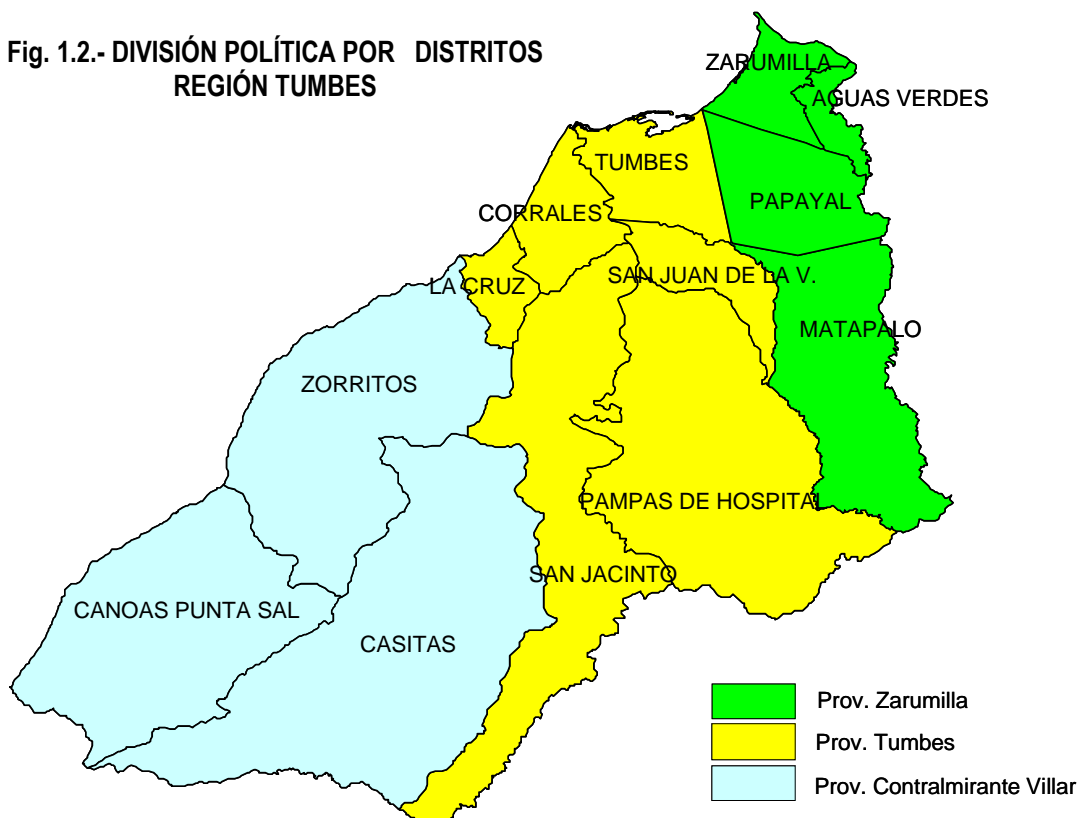 Fig. 1.2.- DIVISIÓN POLÍTICA POR DISTRITOS
REGIÓN TUMBES
ZARUMILLA
AGUAS VERDES
TUMBES
PAPAYAL
CORRALES
SAN JUAN DE LA V.
LA CRUZ
MATAPALO
ZORRITOS
PAMPAS DE HOSPITAL
SAN JACINTO
CANOAS PUNTA SAL
CASITAS
Prov. Zarumilla
Prov. Tumbes
Prov. Contralmirante Villar